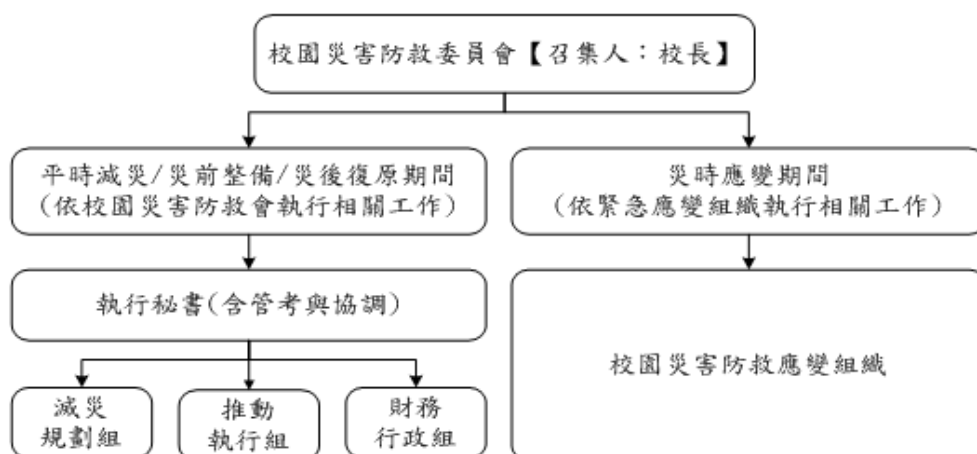 校園災害防救委員會【召集人：校長】
平時減災/災前整備/災後復原期間
(依校園災害防救會執行相關工作)
災時應變期間
(依緊急應變組織執行相關工作)
執行秘書(含管考與協調)
校園災害防救應變組織
減災
規劃組
推動
執行組
財務
行政組